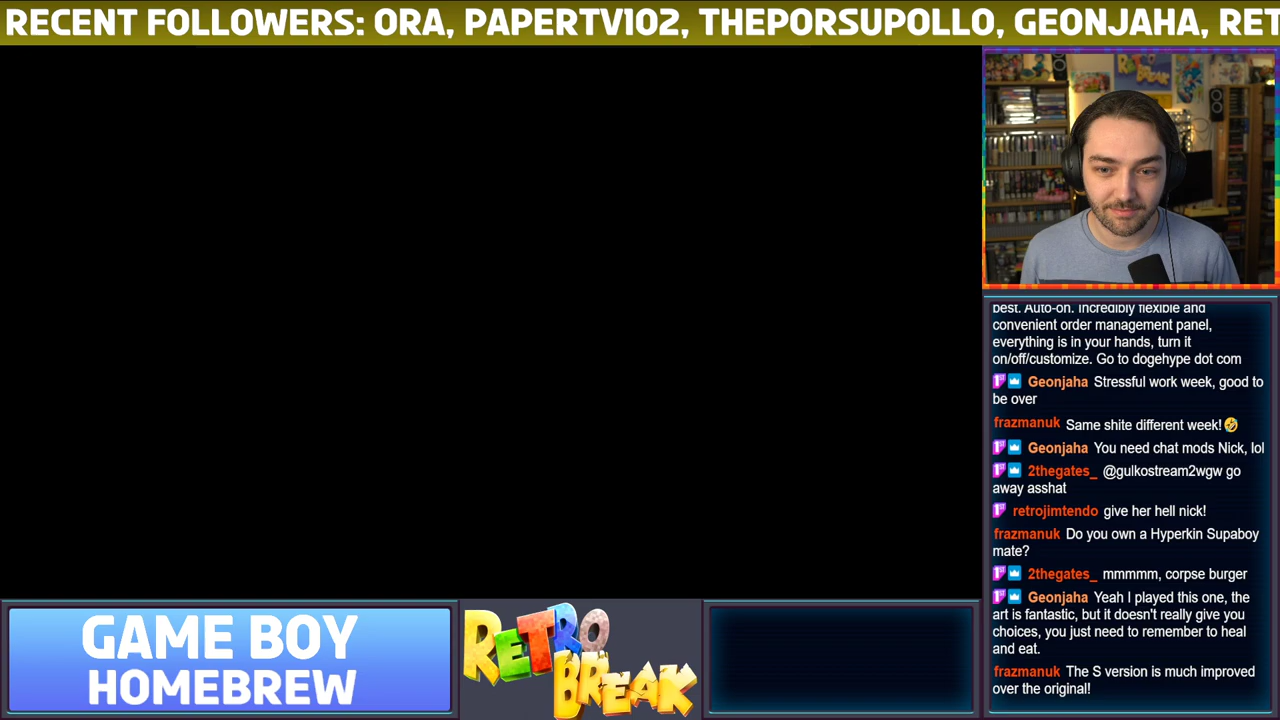 RECENT FOLLOWERS: ORA, PAPERTV102, THEPORSUPOLLO, GEONJAHA, RET
RETRO
BREAK
best. Auto-on. Incredibly flexible and
convenient order management panel,
everything is in your hands, turn it
on/off/customize. Go to dogehype dot com
Geonjaha Stressful work week, good to
be over
frazmanuk Same shite different week!🤣
Geonjaha You need chat mods Nick, lol
2thegates_ @gulkostream2wgw go
away asshat
retrojimtendo give her hell nick!
frazmanuk Do you own a Hyperkin Supaboy
mate?
2thegates_ mmmmm, corpse burger
Geonjaha Yeah I played this one, the
art is fantastic, but it doesn't really give you
choices, you just need to remember to heal
and eat.
frazmanuk The S version is much improved
over the original!
GAME BOY
HOMEBREW
RETRO
BREAK